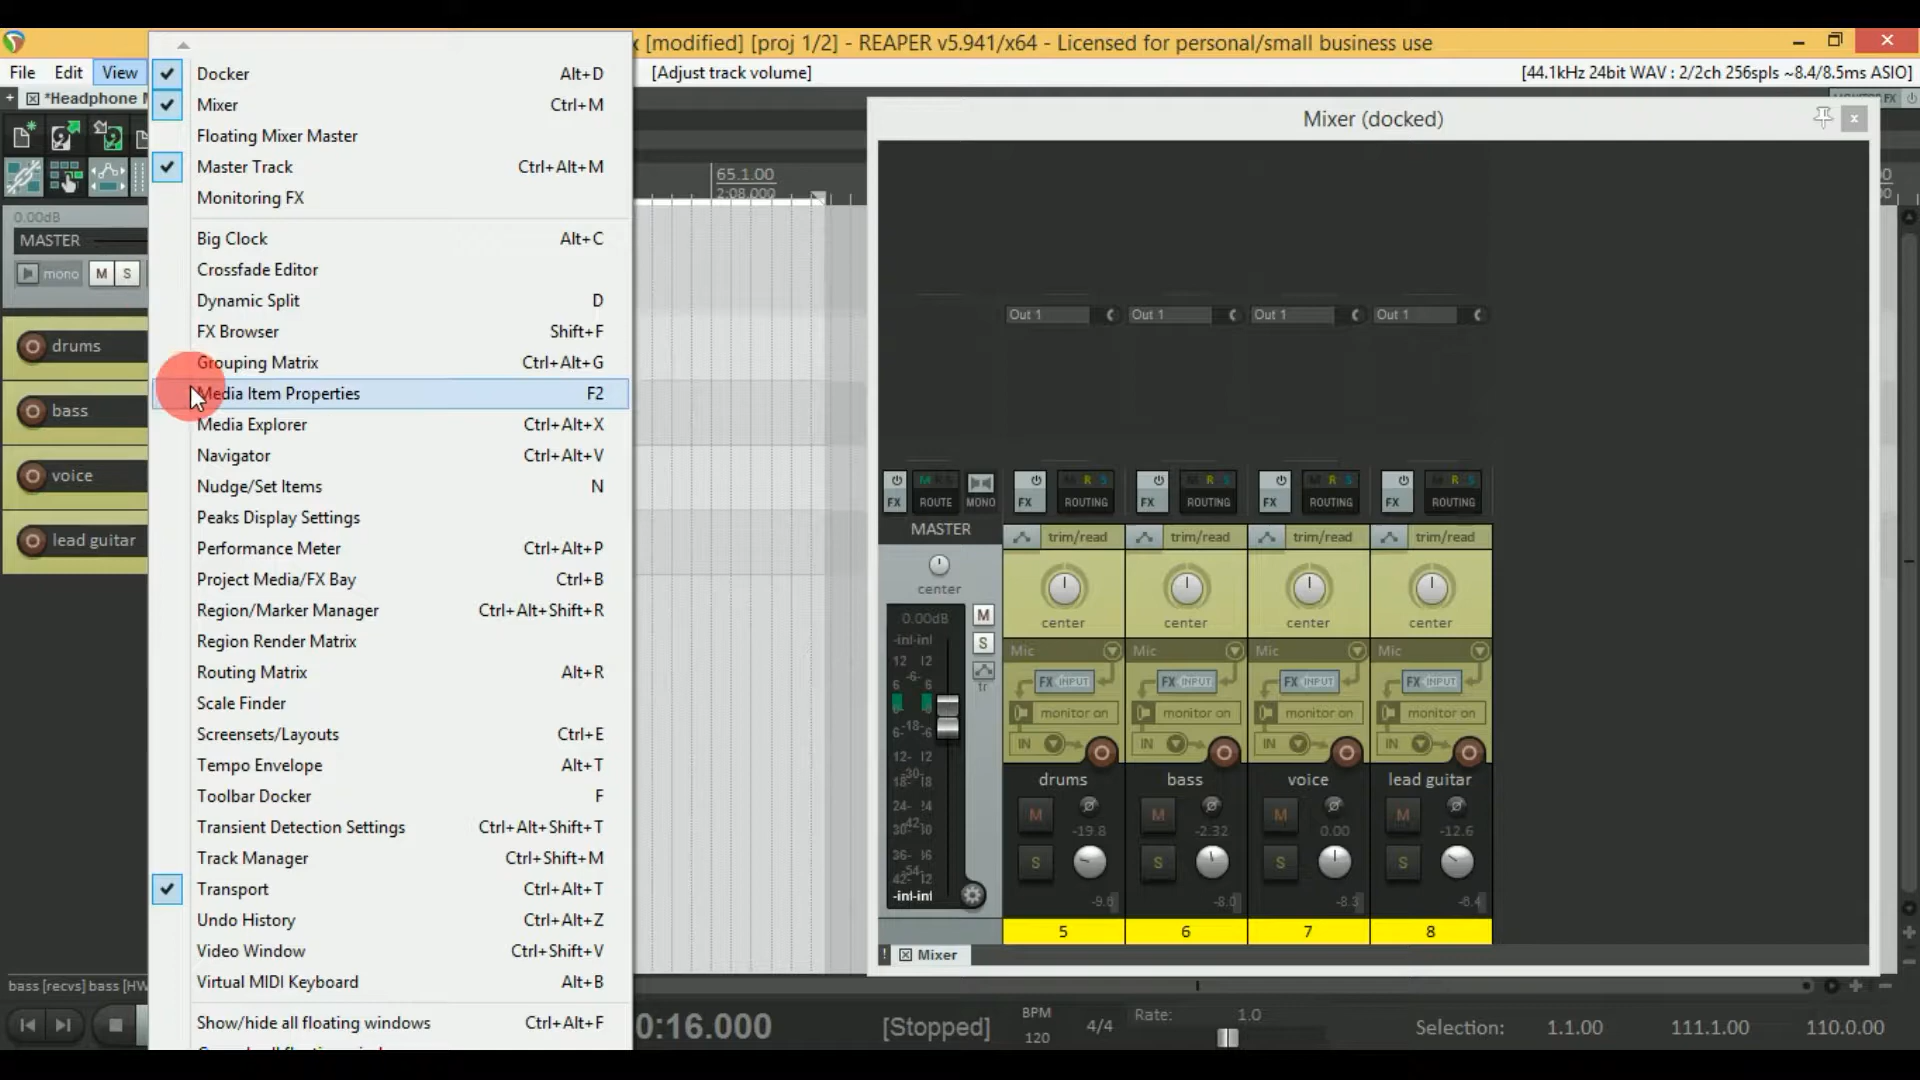 x [modified] [proj 1/2] - REAPER v5.941/x64 - Licensed for personal/small business use
File Edit View [Adjust track volume] [44.1kHz 24bit WAV : 2/2ch 256spls ~8.4/8.5ms ASIO]
*Headphone M
Docker Alt+D
Mixer Ctrl+M
Floating Mixer Master
Master Track Ctrl+Alt+M
Monitoring FX
Big Clock Alt+C
Crossfade Editor
Dynamic Split D
FX Browser Shift+F
Grouping Matrix Ctrl+Alt+G
Media Item Properties F2
Media Explorer Ctrl+Alt+X
Navigator Ctrl+Alt+V
Nudge/Set Items N
Peaks Display Settings
Performance Meter Ctrl+Alt+P
Project Media/FX Bay Ctrl+B
Region/Marker Manager Ctrl+Alt+Shift+R
Region Render Matrix
Routing Matrix Alt+R
Scale Finder
Screensets/Layouts Ctrl+E
Tempo Envelope Alt+T
Toolbar Docker F
Transient Detection Settings Ctrl+Alt+Shift+T
Track Manager Ctrl+Shift+M
Transport Ctrl+Alt+T
Undo History Ctrl+Alt+Z
Video Window Ctrl+Shift+V
Virtual MIDI Keyboard Alt+B
Show/hide all floating windows Ctrl+Alt+F
0.00dB
MASTER
mono M S
drums
bass
voice
lead guitar
65.1.00
2:08.000
Mixer (docked)
Out 1 Out 1 Out 1 Out 1
FX ROUTE MONO FX ROUTING FX ROUTING FX ROUTING FX ROUTING
MASTER trim/read trim/read trim/read trim/read
center center center center center
0.00dB M
-inf-inf S
Mic Mic Mic Mic
FX INPUT FX INPUT FX INPUT FX INPUT
monitor on monitor on monitor on monitor on
IN IN IN IN
drums bass voice lead guitar
M M M M
-19.8 -2.32 0.00 -12.6
S S S S
-inf-inf
5 6 7 8
Mixer
bass [recvs] bass [HW
0:16.000 [Stopped] BPM 120 4/4 Rate: 1.0 Selection: 1.1.00 111.1.00 110.0.00